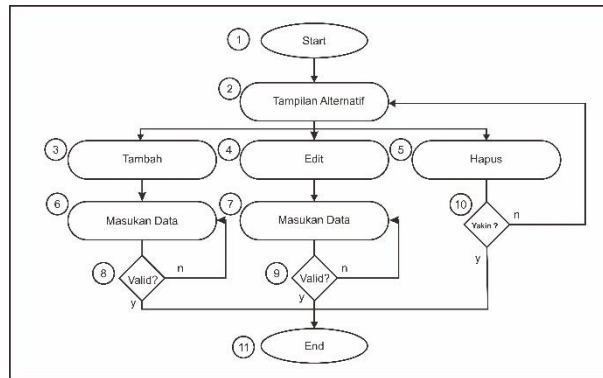 1 Start
2 Tampilan Alternatif
3 Tambah 4 Edit 5 Hapus
6 Masukan Data 7 Masukan Data 10 Yakin ? n
8 Valid? n 9 Valid? n y
y y
11 End